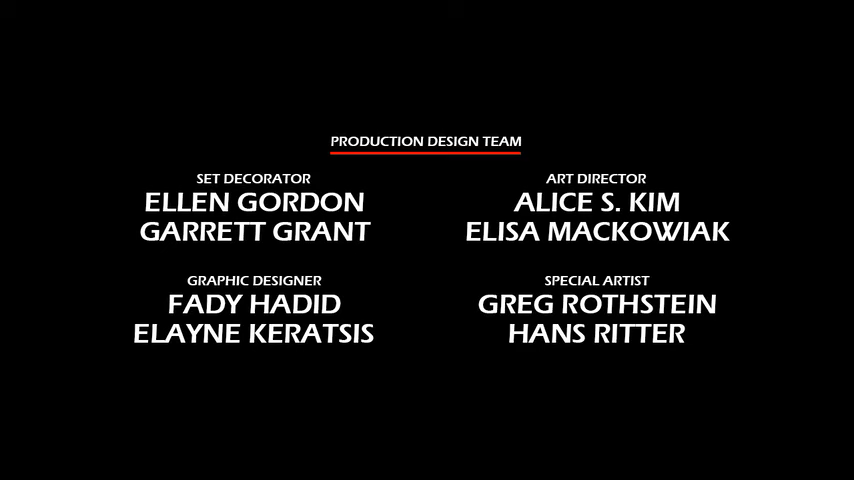 PRODUCTION DESIGN TEAM
SET DECORATOR
ELLEN GORDON
GARRETT GRANT
ART DIRECTOR
ALICE S. KIM
ELISA MACKOWIAK
GRAPHIC DESIGNER
FADY HADID
ELAYNE KERATSIS
SPECIAL ARTIST
GREG ROTHSTEIN
HANS RITTER